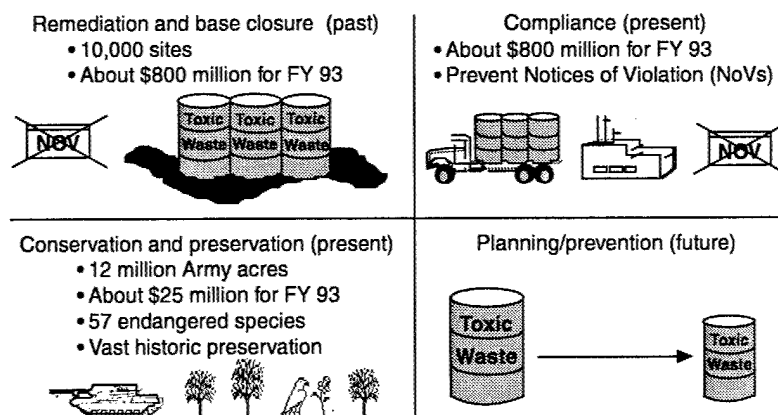 Remediation and base closure (past)
• 10,000 sites
• About $800 million for FY 93
NOV
Toxic Toxic Toxic
Waste Waste Waste
Compliance (present)
• About $800 million for FY 93
• Prevent Notices of Violation (NoVs)
NOV
Conservation and preservation (present)
• 12 million Army acres
• About $25 million for FY 93
• 57 endangered species
• Vast historic preservation
Planning/prevention (future)
Toxic
Waste
Toxic
Waste